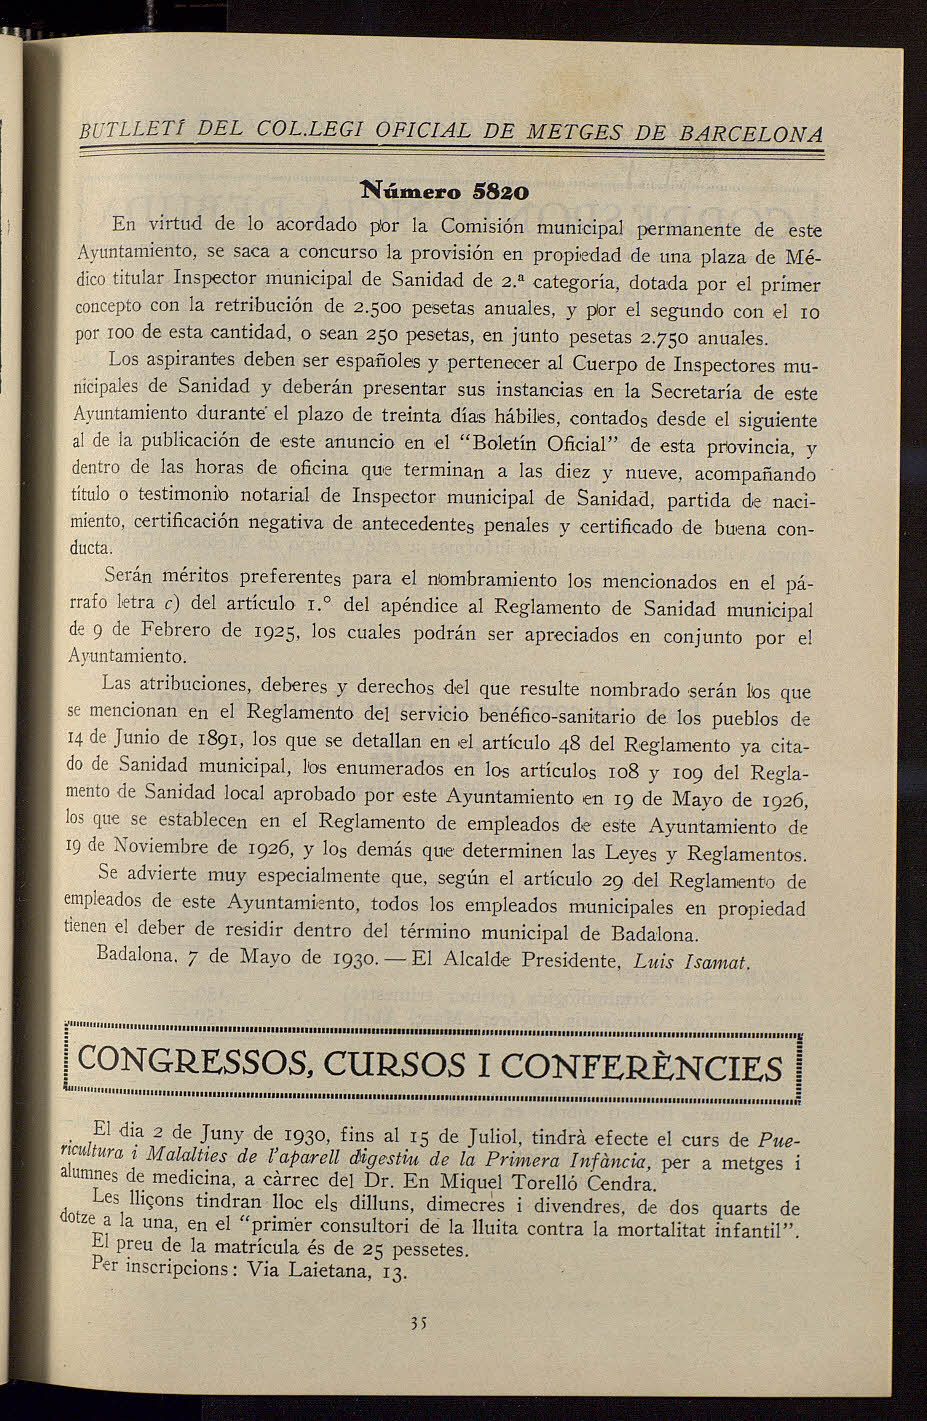 BUTLLETÍ DEL COL.LEGI OFICIAL DE METGES DE BARCELONA
Número 5820
En virtud de lo acordado por la Comisión municipal permanente de este
Ayuntamiento, se saca a concurso la provisión en propiedad de una plaza de Mé-
dico titular Inspector municipal de Sanidad de 2.ª categoría, dotada por el primer
concepto con la retribución de 2.500 pesetas anuales, y por el segundo con el 10
por 100 de esta cantidad, o sean 250 pesetas, en junto pesetas 2.750 anuales.
Los aspirantes deben ser españoles y pertenecer al Cuerpo de Inspectores mu-
nicipales de Sanidad y deberán presentar sus instancias en la Secretaría de este
Ayuntamiento durante el plazo de treinta días hábiles, contados desde el siguiente
al de la publicación de este anuncio en el “Boletín Oficial” de esta provincia, y
dentro de las horas de oficina que terminan a las diez y nueve, acompañando
título o testimonio notarial de Inspector municipal de Sanidad, partida de naci-
miento, certificación negativa de antecedentes penales y certificado de buena con-
ducta.
Serán méritos preferentes para el nombramiento los mencionados en el pá-
rrafo letra c) del artículo 1.° del apéndice al Reglamento de Sanidad municipal
de 9 de Febrero de 1925, los cuales podrán ser apreciados en conjunto por el
Ayuntamiento.
Las atribuciones, deberes y derechos del que resulte nombrado serán los que
se mencionan en el Reglamento del servicio benéfico-sanitario de los pueblos de
14 de Junio de 1891, los que se detallan en el artículo 48 del Reglamento ya cita-
do de Sanidad municipal, los enumerados en los artículos 108 y 109 del Regla-
mento de Sanidad local aprobado por este Ayuntamiento en 19 de Mayo de 1926,
los que se establecen en el Reglamento de empleados de este Ayuntamiento de
19 de Noviembre de 1926, y los demás que determinen las Leyes y Reglamentos.
Se advierte muy especialmente que, según el artículo 29 del Reglamento de
empleados de este Ayuntamiento, todos los empleados municipales en propiedad
tienen el deber de residir dentro del término municipal de Badalona.
Badalona. 7 de Mayo de 1930. — El Alcalde Presidente, Luis Isamat.
CONGRESSOS, CURSOS I CONFERÈNCIES
El dia 2 de Juny de 1930, fins al 15 de Juliol, tindrà efecte el curs de Pue-
ricultura i Malalties de l'aparell digestiu de la Primera Infància, per a metges i
alumnes de medicina, a càrrec del Dr. En Miquel Torelló Cendra.
Les lliçons tindran lloc els dilluns, dimecres i divendres, de dos quarts de
dotze a la una, en el “primer consultori de la lluita contra la mortalitat infantil”.
El preu de la matrícula és de 25 pessetes.
Per inscripcions: Via Laietana, 13.
35